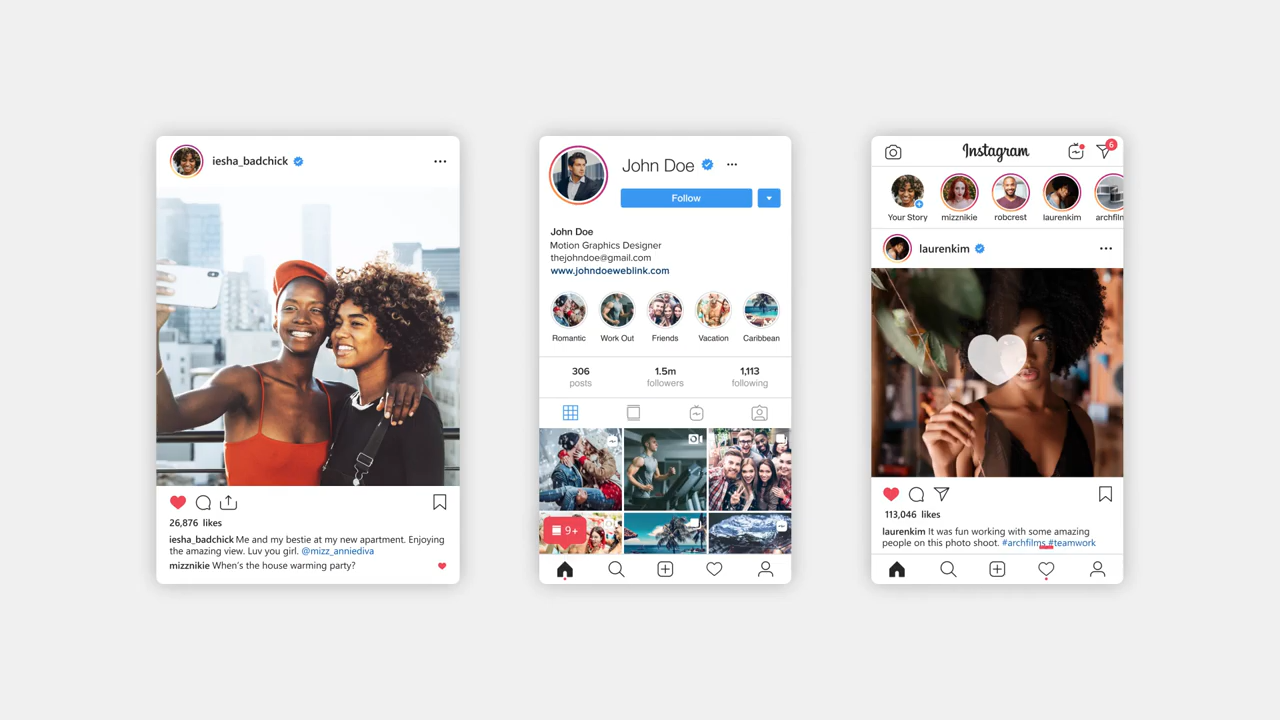 iesha_badchick
26,876 likes
iesha_badchick Me and my bestie at my new apartment. Enjoying
the amazing view. Luv you girl. @mizz_anniediva
mizznikie When's the house warming party?
John Doe
Follow
John Doe
Motion Graphics Designer
thejohndoe@gmail.com
www.johndoeweblink.com
Romantic Work Out Friends Vacation Caribbean
306 1.5m 1,113
posts followers following
9+
Instagram 6
Your Story mizznikie robcrest laurenkim archfilm
laurenkim
113,046 likes
laurenkim It was fun working with some amazing
people on this photo shoot. #archfilms #teamwork